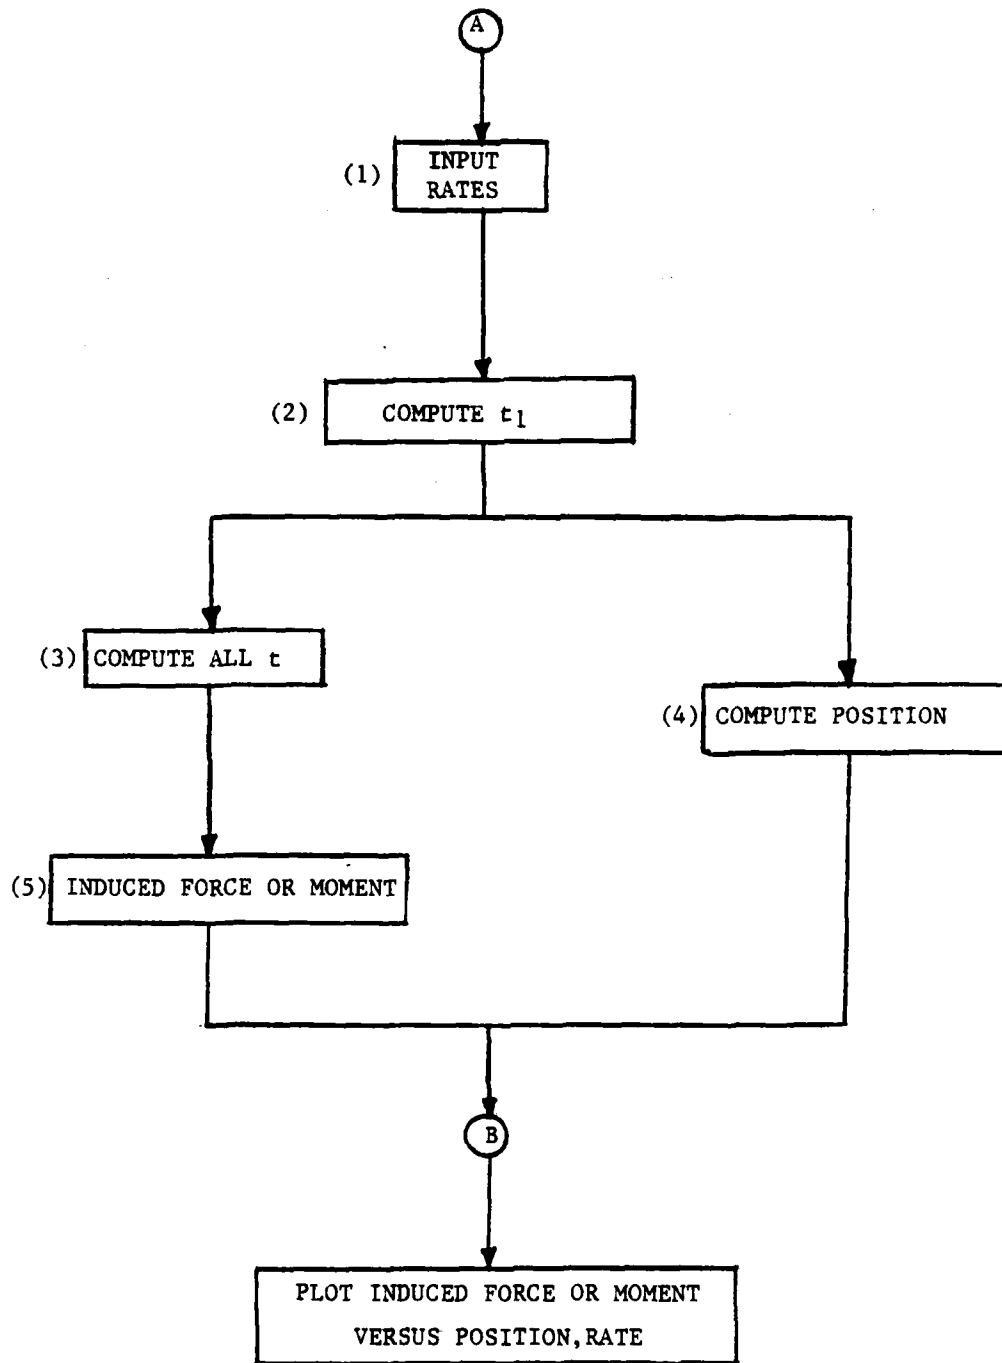 A
(1) INPUT
RATES
(2) COMPUTE t1
(3) COMPUTE ALL t
(4) COMPUTE POSITION
(5) INDUCED FORCE OR MOMENT
B
PLOT INDUCED FORCE OR MOMENT
VERSUS POSITION,RATE